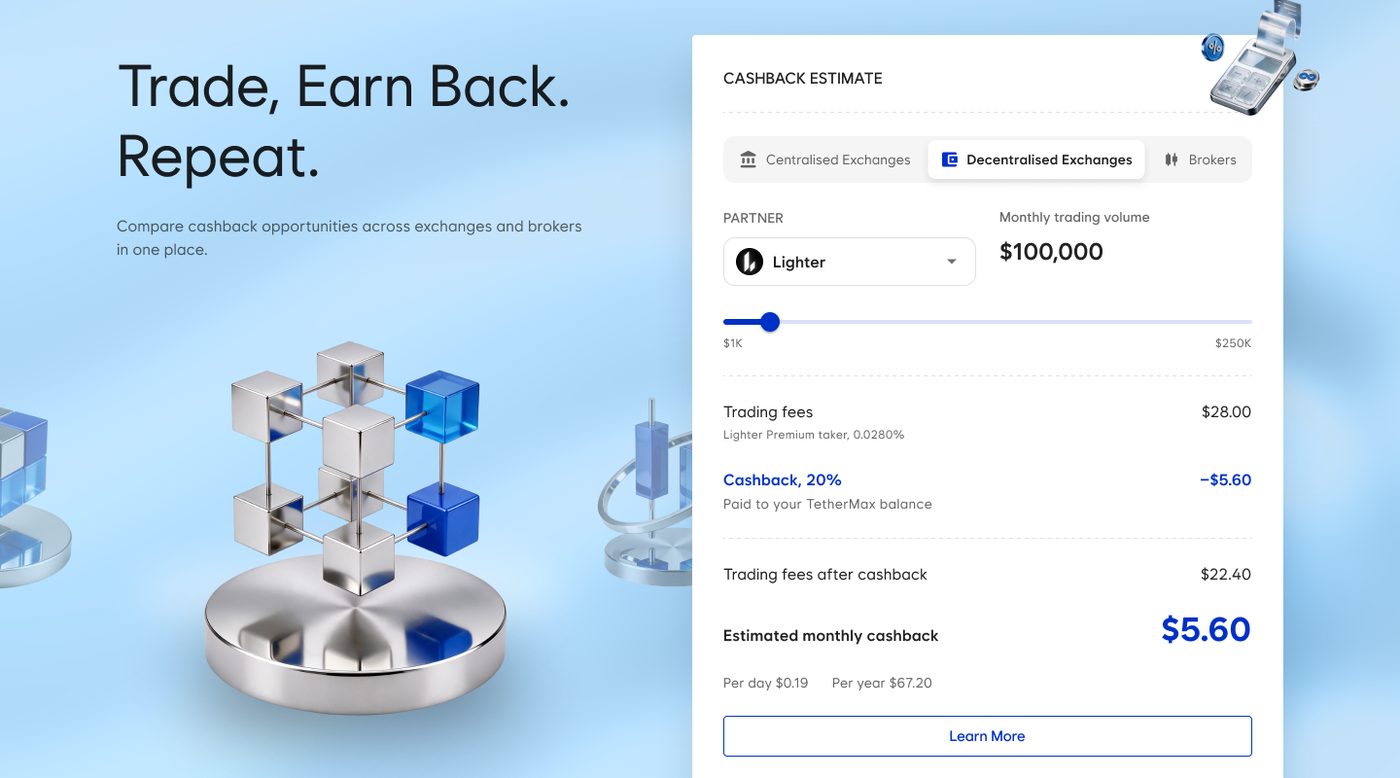 Trade, Earn Back.
Repeat.
Compare cashback opportunities across exchanges and brokers
in one place.
CASHBACK ESTIMATE
Centralised Exchanges
Decentralised Exchanges
Brokers
PARTNER
Lighter
Monthly trading volume
$100,000
$1K
$250K
Trading fees
$28.00
Lighter Premium taker, 0.0280%
Cashback, 20%
−$5.60
Paid to your TetherMax balance
Trading fees after cashback
$22.40
Estimated monthly cashback
$5.60
Per day $0.19
Per year $67.20
Learn More